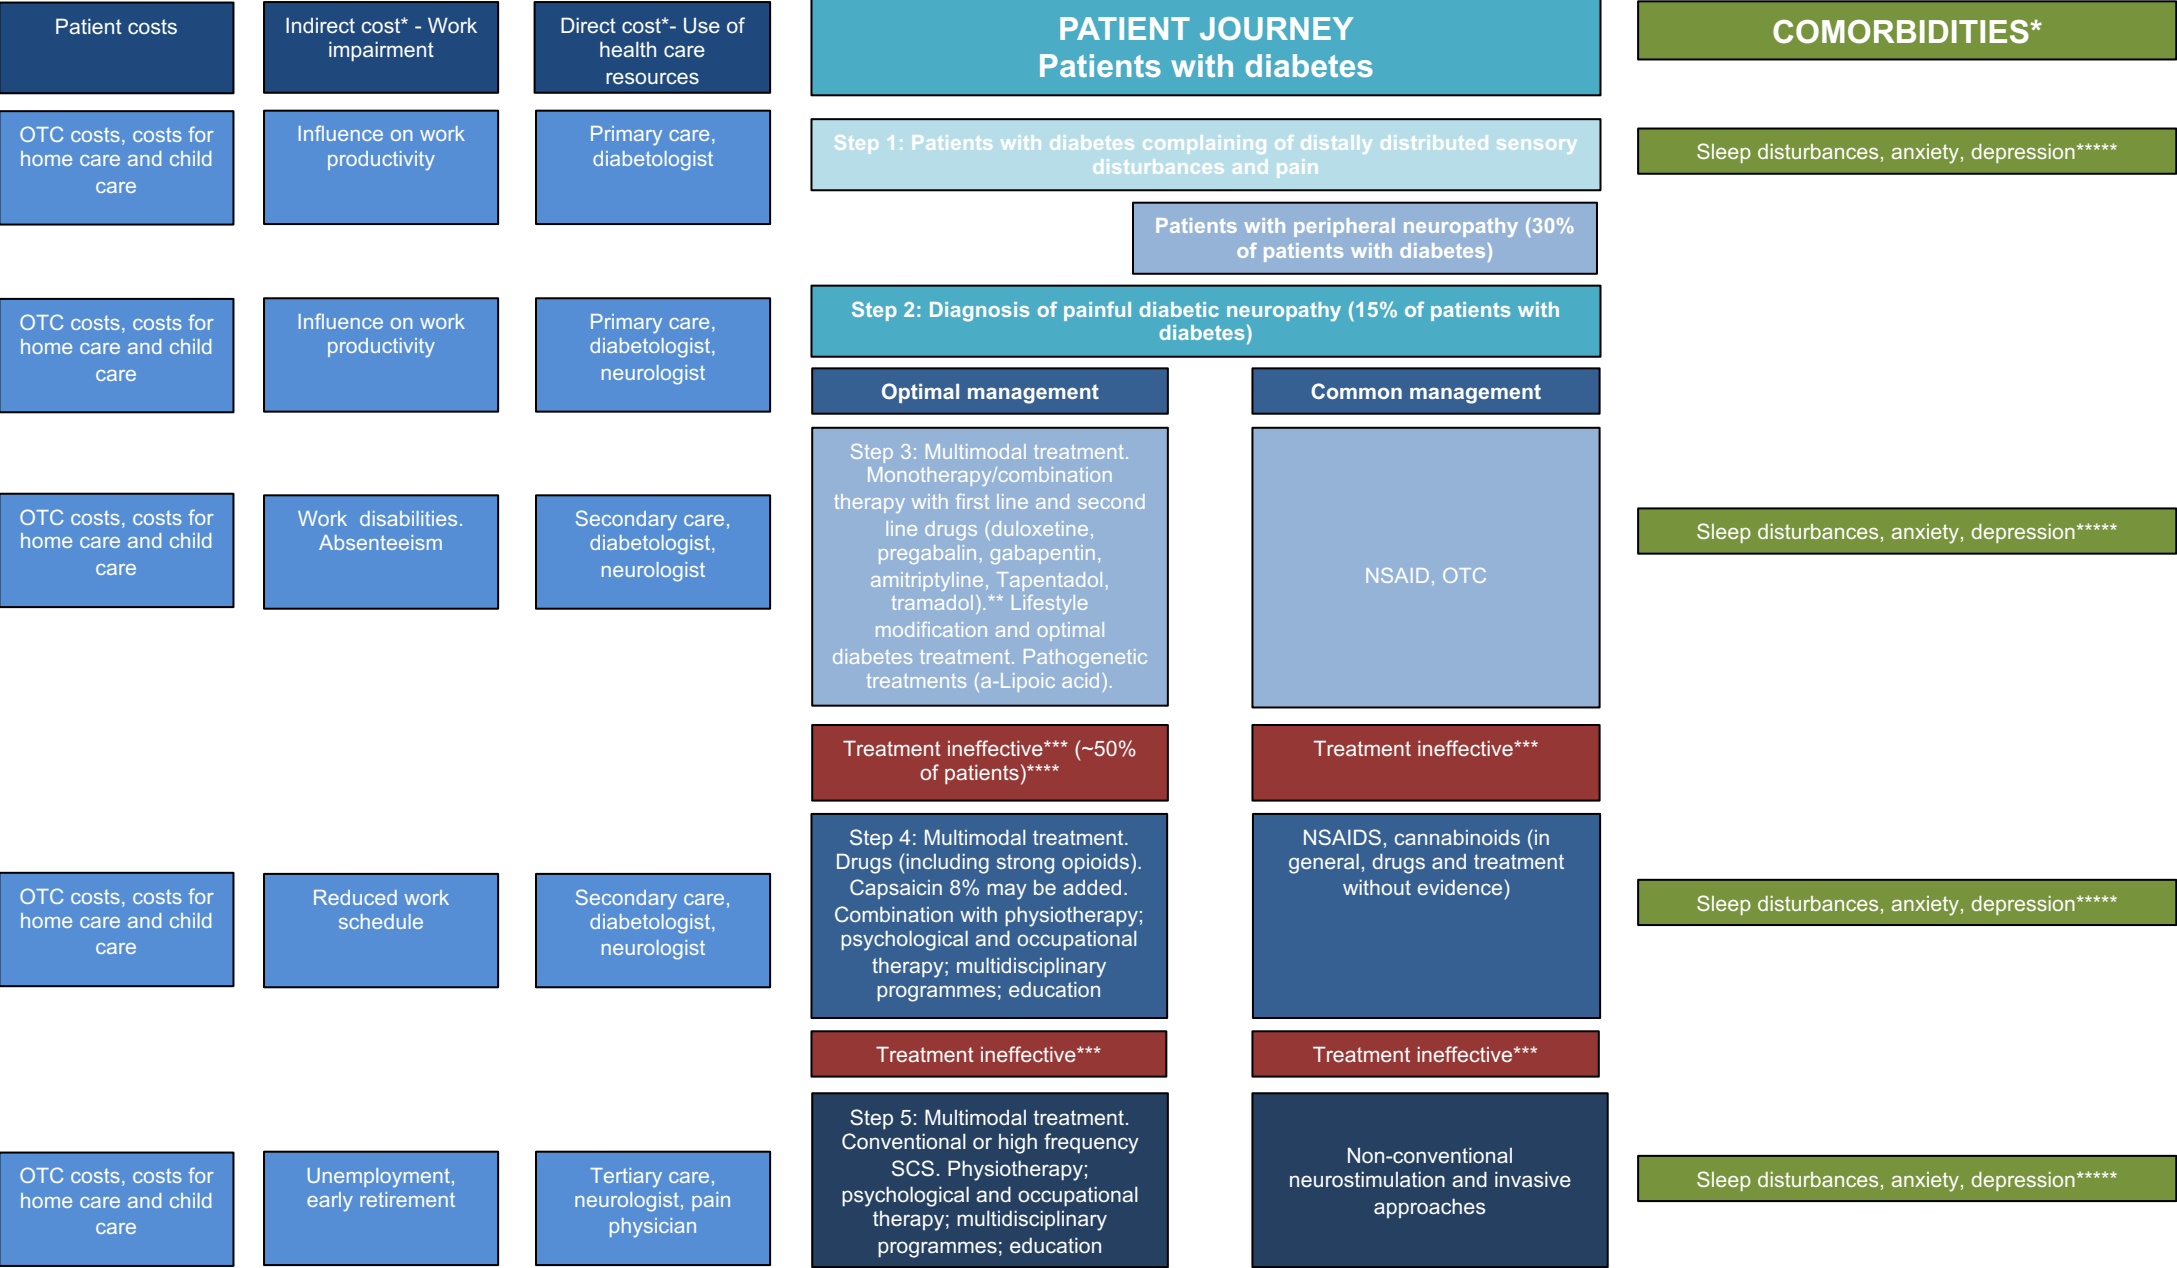 Patient costs
Indirect cost* - Work
impairment
Direct cost*- Use of
health care
resources
PATIENT JOURNEY
Patients with diabetes
COMORBIDITIES*
OTC costs, costs for
home care and child
care
Influence on work
productivity
Primary care,
diabetologist
Step 1: Patients with diabetes complaining of distally distributed sensory
disturbances and pain
Sleep disturbances, anxiety, depression*****
Patients with peripheral neuropathy (30%
of patients with diabetes)
OTC costs, costs for
home care and child
care
Influence on work
productivity
Primary care,
diabetologist,
neurologist
Step 2: Diagnosis of painful diabetic neuropathy (15% of patients with
diabetes)
Optimal management
Common management
OTC costs, costs for
home care and child
care
Work  disabilities.
Absenteeism
Secondary care,
diabetologist,
neurologist
Step 3: Multimodal treatment.
Monotherapy/combination
therapy with first line and second
line drugs (duloxetine,
pregabalin, gabapentin,
amitriptyline, Tapentadol,
tramadol).** Lifestyle
modification and optimal
diabetes treatment. Pathogenetic
treatments (a-Lipoic acid).
NSAID, OTC
Sleep disturbances, anxiety, depression*****
Treatment ineffective*** (~50%
of patients)****
Treatment ineffective***
OTC costs, costs for
home care and child
care
Reduced work
schedule
Secondary care,
diabetologist,
neurologist
Step 4: Multimodal treatment.
Drugs (including strong opioids).
Capsaicin 8% may be added.
Combination with physiotherapy;
psychological and occupational
therapy; multidisciplinary
programmes; education
NSAIDS, cannabinoids (in
general, drugs and treatment
without evidence)
Sleep disturbances, anxiety, depression*****
Treatment ineffective***
Treatment ineffective***
OTC costs, costs for
home care and child
care
Unemployment,
early retirement
Tertiary care,
neurologist, pain
physician
Step 5: Multimodal treatment.
Conventional or high frequency
SCS. Physiotherapy;
psychological and occupational
therapy; multidisciplinary
programmes; education
Non-conventional
neurostimulation and invasive
approaches
Sleep disturbances, anxiety, depression*****